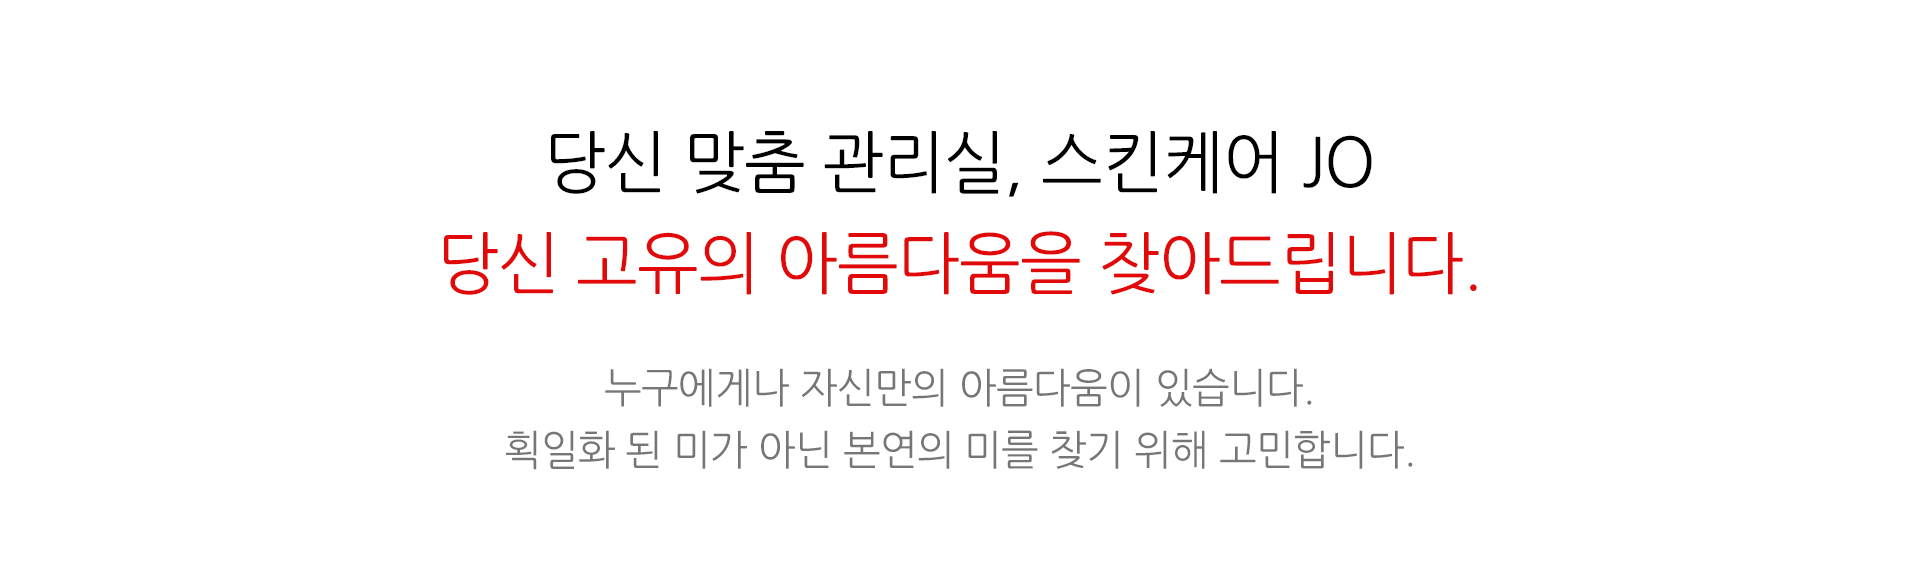 당신 맞춤 관리실, 스킨케어 JO
당신 고유의 아름다움을 찾아드립니다.
누구에게나 자신만의 아름다움이 있습니다.
획일화 된 미가 아닌 본연의 미를 찾기 위해 고민합니다.